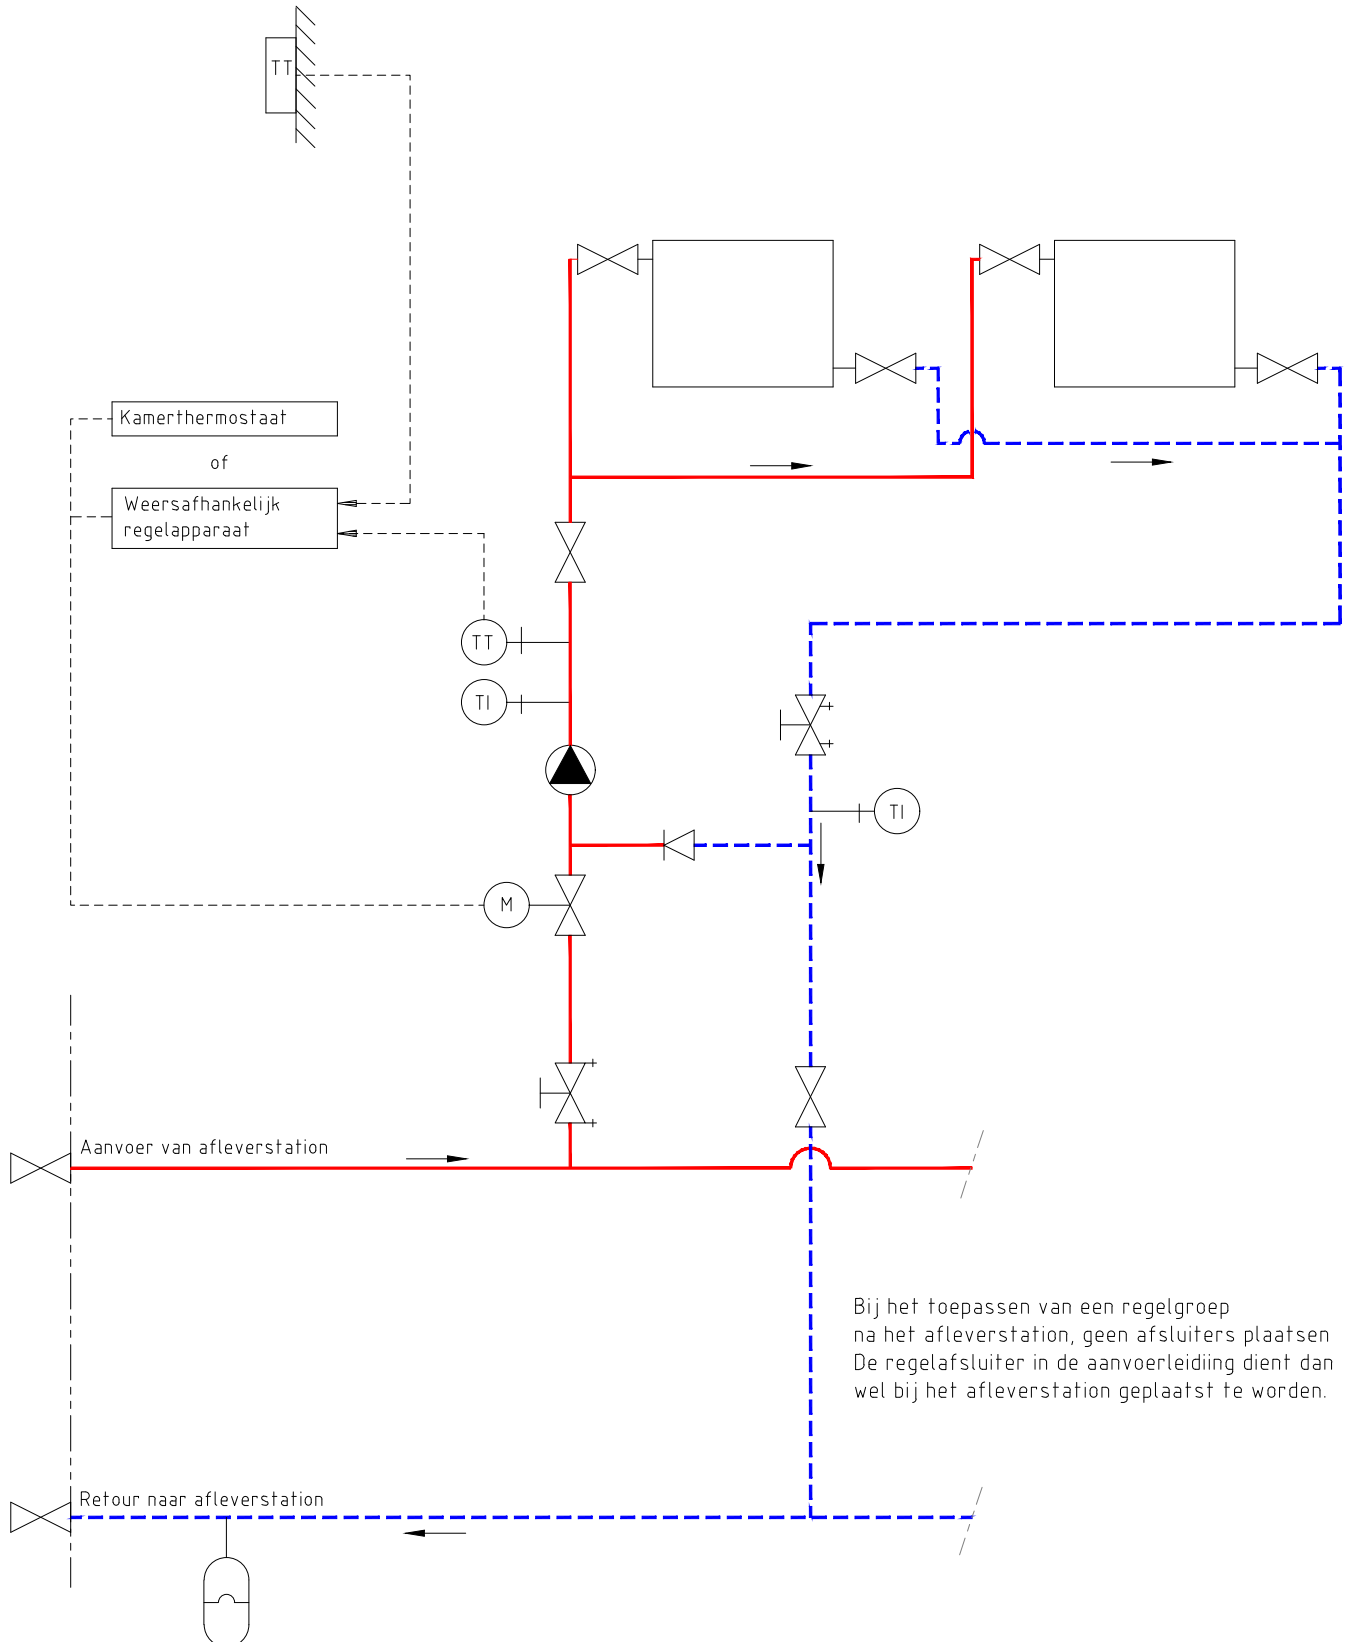 TT
Kamerthermostaat
of
Weersafhankelijk
regelapparaat
TT
TI
TI
M
Aanvoer van afleverstation
Bij het toepassen van een regelgroep
na het afleverstation, geen afsluiters plaatsen
De regelafsluiter in de aanvoerleidiing dient dan
wel bij het afleverstation geplaatst te worden.
Retour naar afleverstation